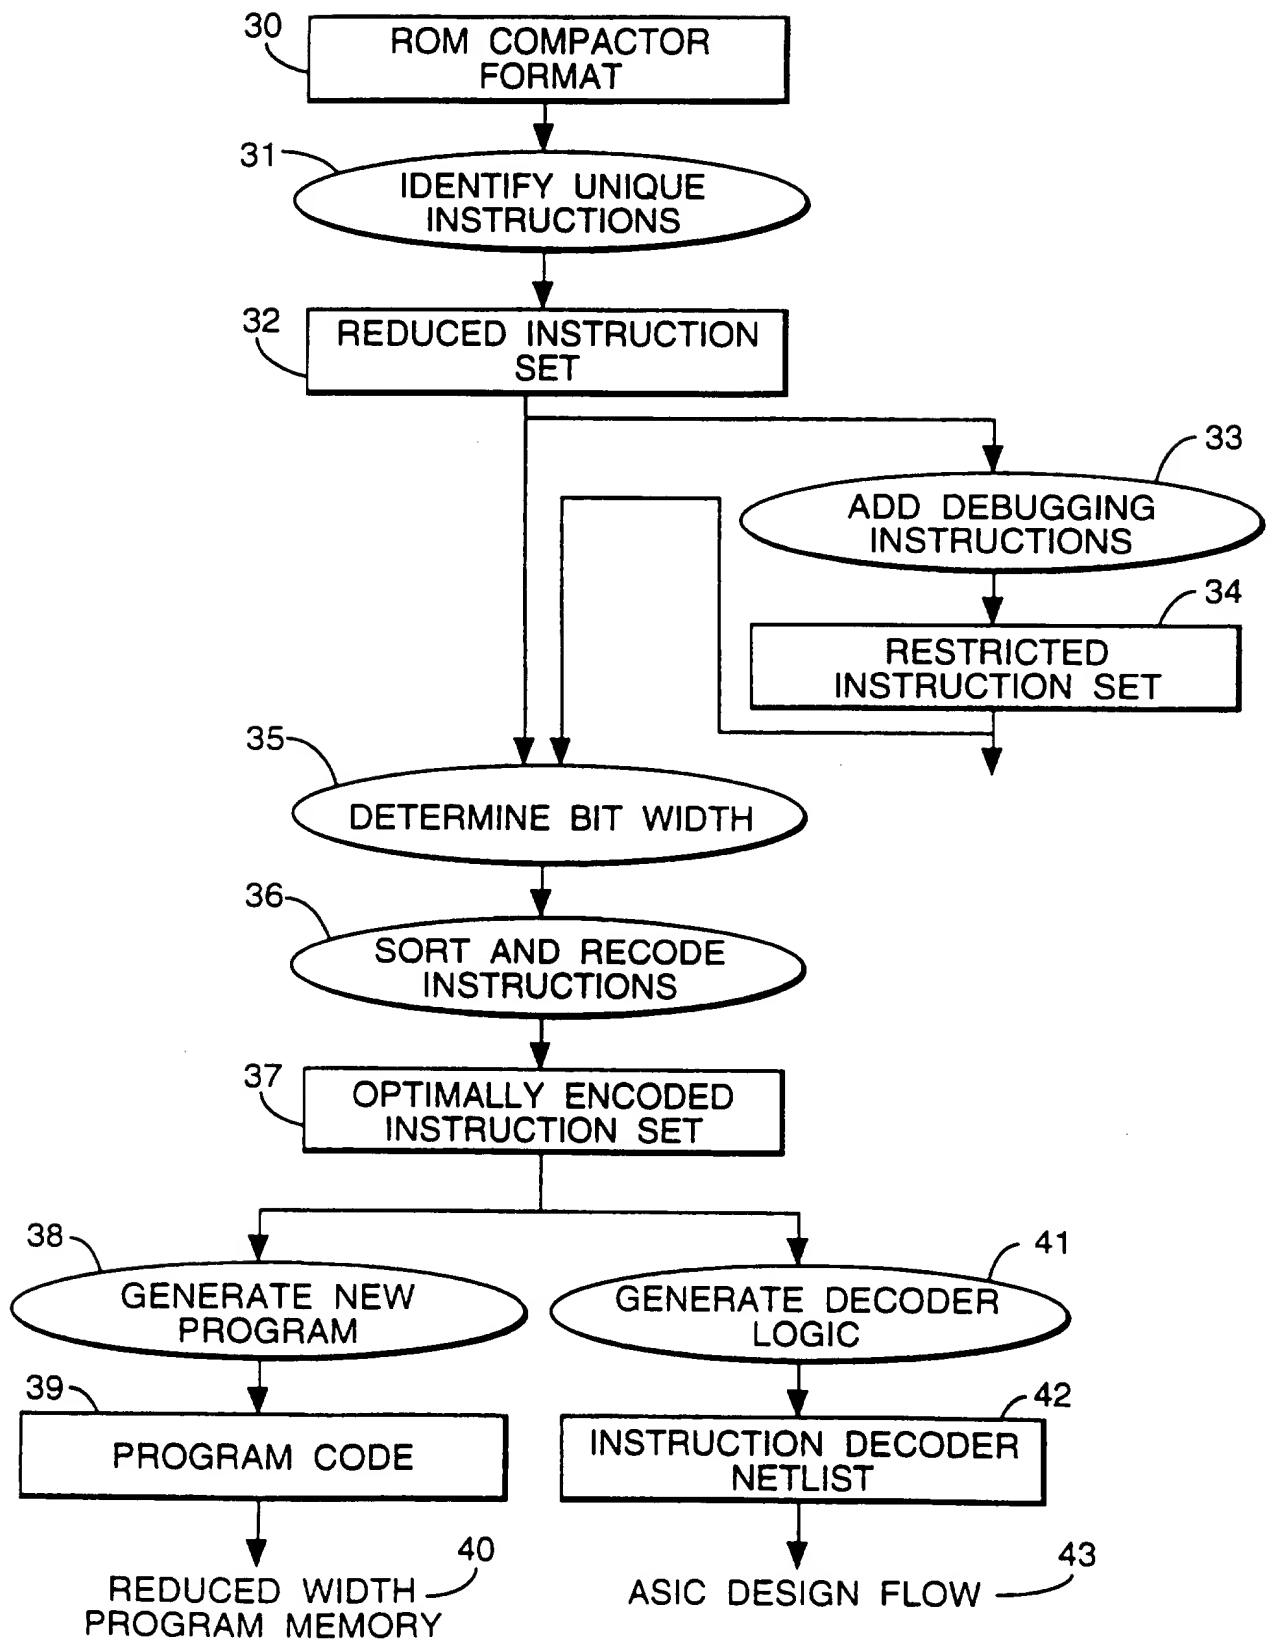 30
ROM COMPACTOR
FORMAT
31
IDENTIFY UNIQUE
INSTRUCTIONS
32
REDUCED INSTRUCTION
SET
33
ADD DEBUGGING
INSTRUCTIONS
34
RESTRICTED
INSTRUCTION SET
35
DETERMINE BIT WIDTH
36
SORT AND RECODE
INSTRUCTIONS
37
OPTIMALLY ENCODED
INSTRUCTION SET
38
GENERATE NEW
PROGRAM
41
GENERATE DECODER
LOGIC
39
PROGRAM CODE
42
INSTRUCTION DECODER
NETLIST
40
REDUCED WIDTH
PROGRAM MEMORY
43
ASIC DESIGN FLOW